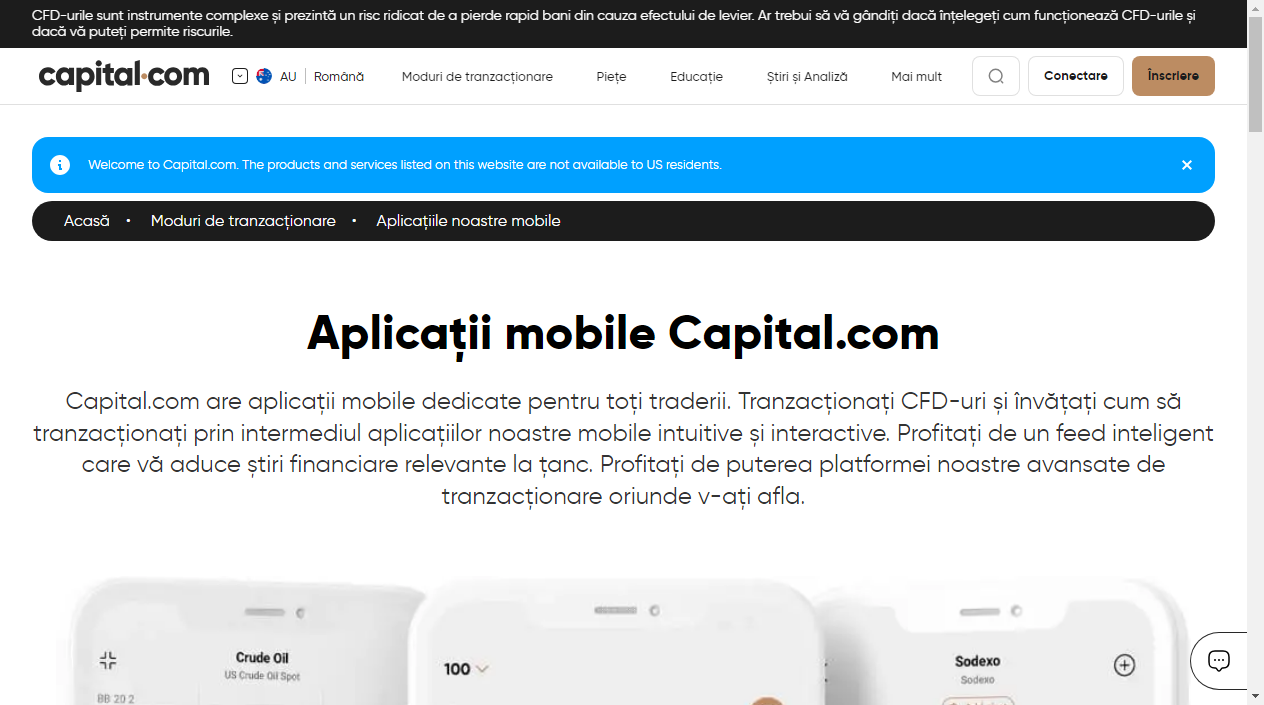 CFD-urile sunt instrumente complexe și prezintă un risc ridicat de a pierde rapid bani din cauza efectului de levier. Ar trebui să vă gândiți dacă înțelegeți cum funcționează CFD-urile și
dacă vă puteți permite riscurile.
capital.com AU Română Moduri de tranzacționare Piețe Educație Știri și Analiză Mai mult Conectare Înscriere
Welcome to Capital.com. The products and services listed on this website are not available to US residents.
Acasă • Moduri de tranzacționare • Aplicațiile noastre mobile
Aplicații mobile Capital.com
Capital.com are aplicații mobile dedicate pentru toți traderii. Tranzacționați CFD-uri și învățați cum să
tranzacționați prin intermediul aplicațiilor noastre mobile intuitive și interactive. Profitați de un feed inteligent
care vă aduce știri financiare relevante la țanc. Profitați de puterea platformei noastre avansate de
tranzacționare oriunde v-ați afla.
Crude Oil
US Crude Oil Spot
BB 20 2
100
Sodexo
Sodexo